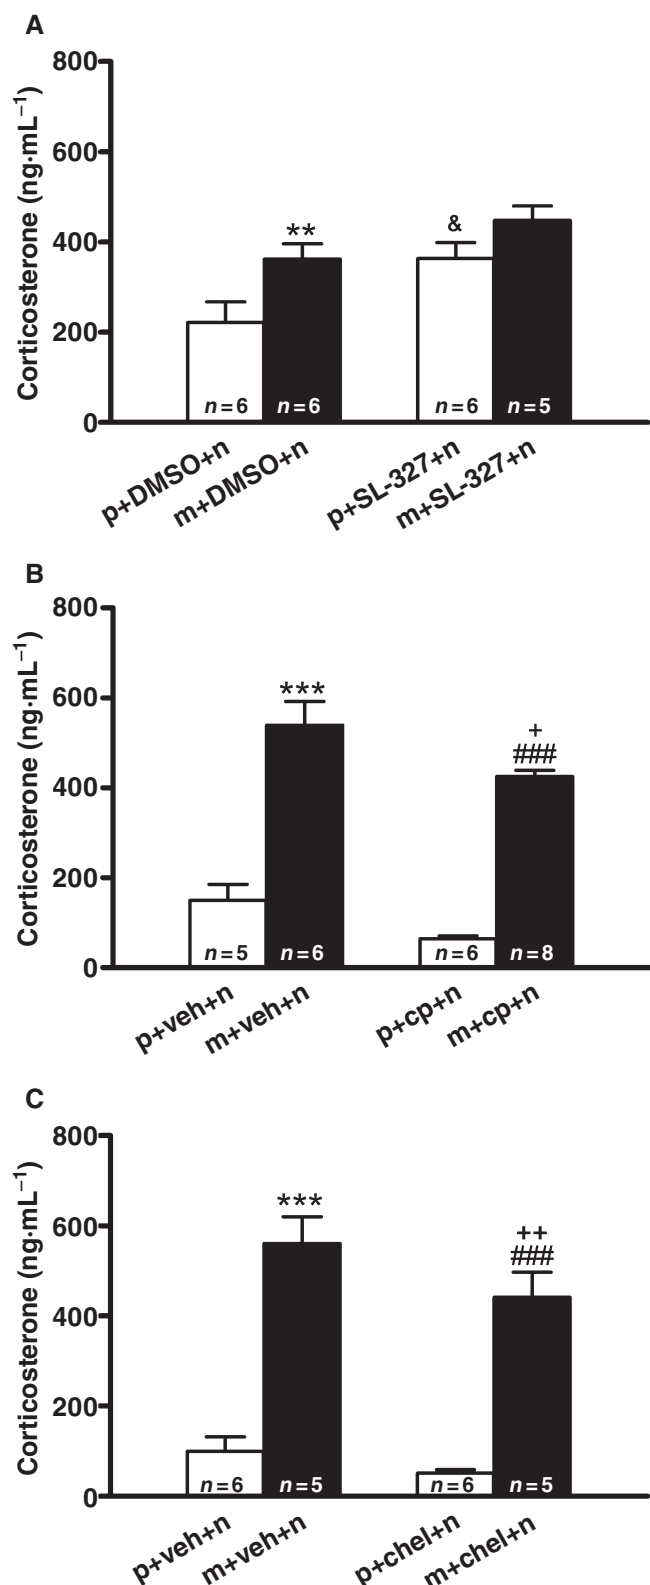 A
Corticosterone (ng·mL⁻¹)
800
600
400
200
0
**
&
n=6
n=6
n=6
n=5
p+DMSO+n
m+DMSO+n
p+SL-327+n
m+SL-327+n
B
Corticosterone (ng·mL⁻¹)
800
600
400
200
0
***
+
###
n=5
n=6
n=6
n=8
p+veh+n
m+veh+n
p+cp+n
m+cp+n
C
Corticosterone (ng·mL⁻¹)
800
600
400
200
0
***
++
###
n=6
n=5
n=6
n=5
p+veh+n
m+veh+n
p+chel+n
m+chel+n